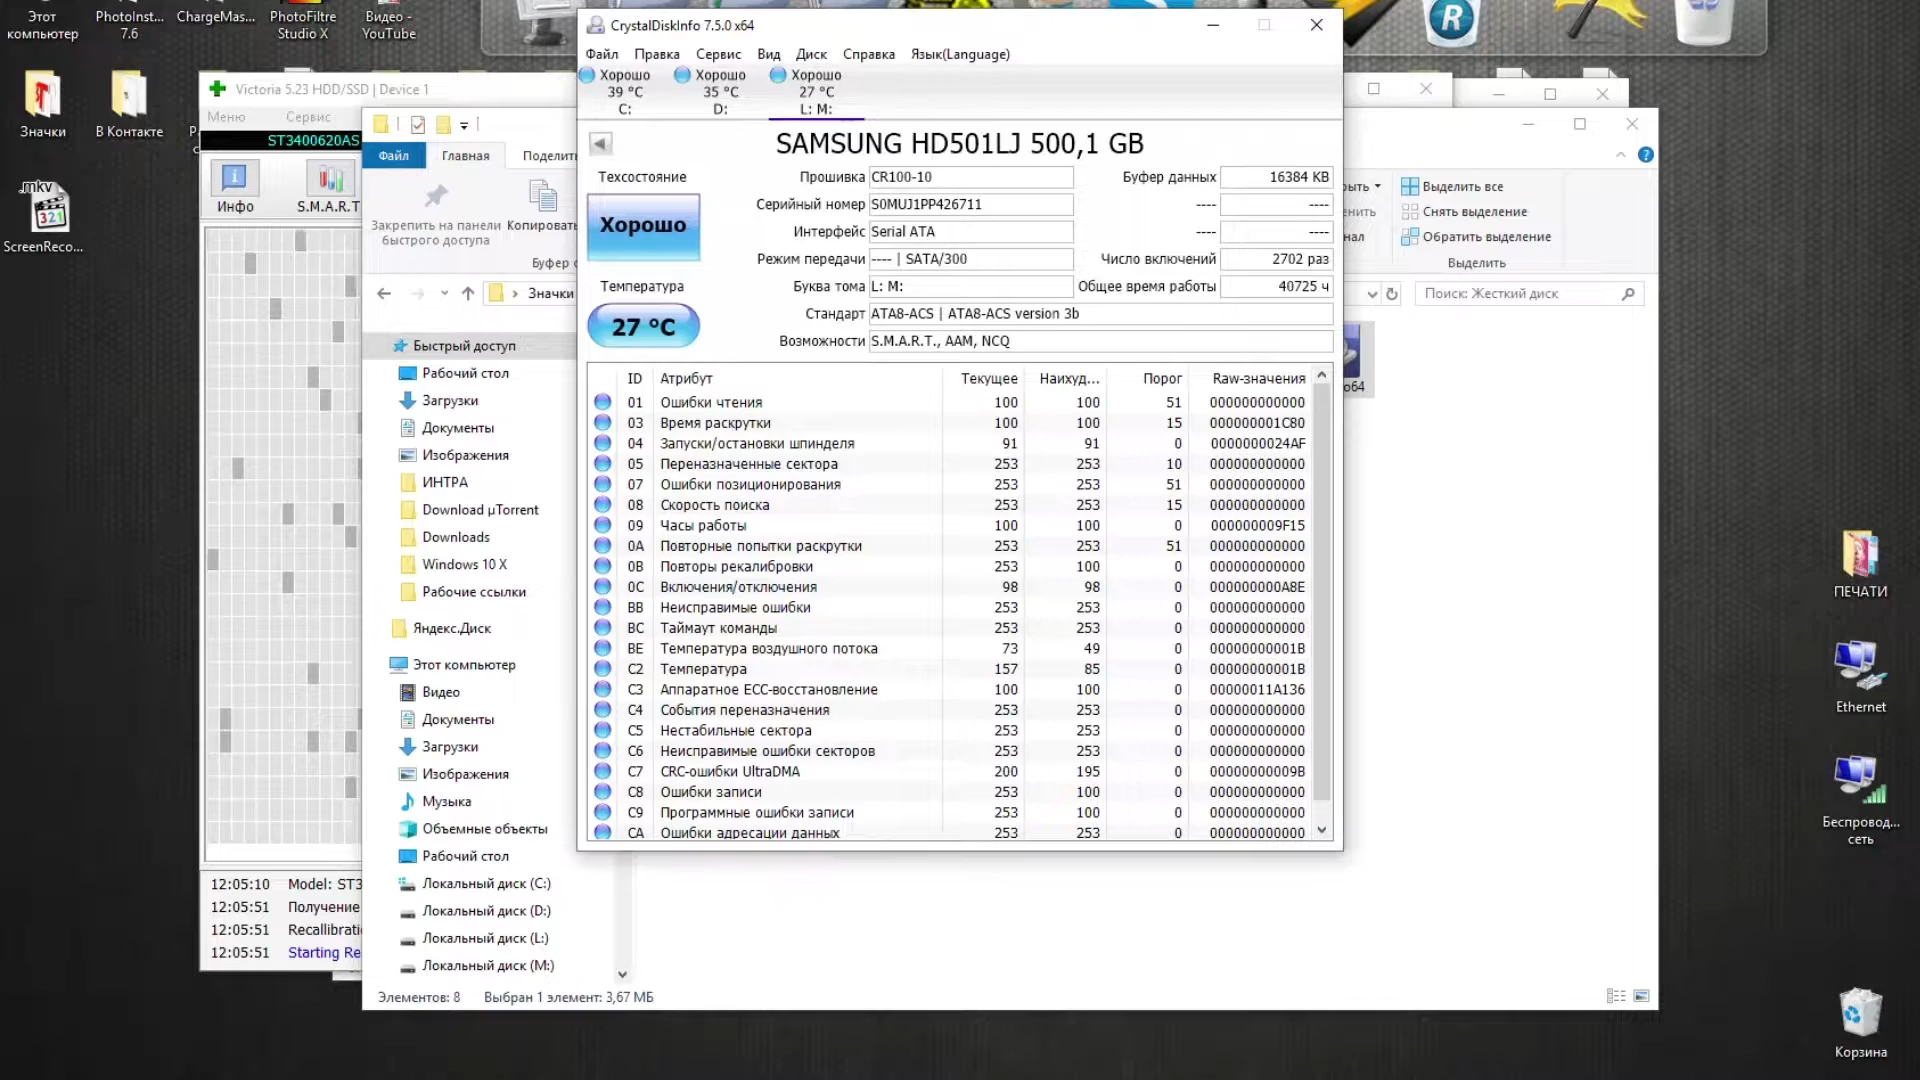 Этот
компьютер
PhotoInst...
7.6
ChargeMas...
PhotoFiltre
Studio X
Видео -
YouTube
Значки
В Контакте
.mkv
321
ScreenReco...
Victoria 5.23 HDD/SSD | Device 1
Меню
Сервис
ST3400620AS
Инфо
S.M.A.R.T
12:05:10 Model: ST3
12:05:51 Получение
12:05:51 Recallibrati
12:05:51 Starting Re
Файл
Главная
Поделить
Закрепить на панели
быстрого доступа
Копировать
Буфер
Значки
Быстрый доступ
Рабочий стол
Загрузки
Документы
Изображения
ИНТРА
Download µTorrent
Downloads
Windows 10 X
Рабочие ссылки
Яндекс.Диск
Этот компьютер
Видео
Документы
Загрузки
Изображения
Музыка
Объемные объекты
Рабочий стол
Локальный диск (C:)
Локальный диск (D:)
Локальный диск (L:)
Локальный диск (M:)
Элементов: 8 Выбран 1 элемент: 3,67 МБ
CrystalDiskInfo 7.5.0 x64
Файл Правка Сервис Вид Диск Справка Язык(Language)
Хорошо Хорошо Хорошо
39 °C 35 °C 27 °C
C: D: L: M:
SAMSUNG HD501LJ 500,1 GB
Техсостояние
Хорошо
Температура
27 °C
Прошивка CR100-10 Буфер данных 16384 KB
Серийный номер S0MUJ1PP426711 ---- ----
Интерфейс Serial ATA ---- ----
Режим передачи ---- | SATA/300 Число включений 2702 раз
Буква тома L: M: Общее время работы 40725 ч
Стандарт ATA8-ACS | ATA8-ACS version 3b
Возможности S.M.A.R.T., AAM, NCQ
ID Атрибут Текущее Наихуд... Порог Raw-значения
01 Ошибки чтения 100 100 51 000000000000
03 Время раскрутки 100 100 15 000000001C80
04 Запуски/остановки шпинделя 91 91 0 0000000024AF
05 Переназначенные сектора 253 253 10 000000000000
07 Ошибки позиционирования 253 253 51 000000000000
08 Скорость поиска 253 253 15 000000000000
09 Часы работы 100 100 0 000000009F15
0A Повторные попытки раскрутки 253 253 51 000000000000
0B Повторы рекалибровки 253 100 0 000000000000
0C Включения/отключения 98 98 0 000000000A8E
BB Неисправимые ошибки 253 253 0 000000000000
BC Таймаут команды 253 253 0 000000000000
BE Температура воздушного потока 73 49 0 00000000001B
C2 Температура 157 85 0 00000000001B
C3 Аппаратное ECC-восстановление 100 100 0 00000011A136
C4 События переназначения 253 253 0 000000000000
C5 Нестабильные сектора 253 253 0 000000000000
C6 Неисправимые ошибки секторов 253 253 0 000000000000
C7 CRC-ошибки UltraDMA 200 195 0 00000000009B
C8 Ошибки записи 253 100 0 000000000000
C9 Программные ошибки записи 253 100 0 000000000000
CA Ошибки адресации данных 253 253 0 000000000000
Выделить все
Снять выделение
Обратить выделение
Выделить
Поиск: Жесткий диск
o64
R
ПЕЧАТИ
Ethernet
Беспровод...
сеть
Корзина